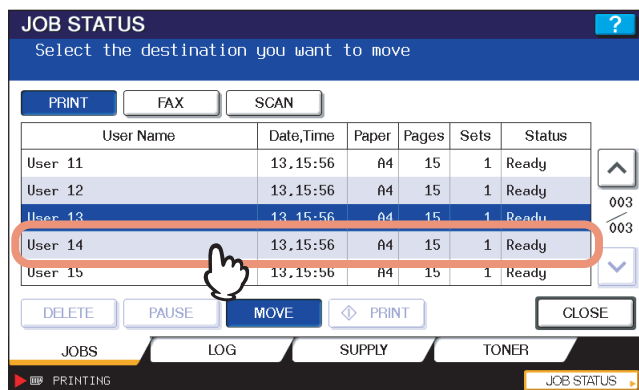 JOB STATUS ?
Select the destination you want to move
PRINT FAX SCAN
User Name Date,Time Paper Pages Sets Status
User 11 13,15:56 A4 15 1 Ready
User 12 13,15:56 A4 15 1 Ready
User 13 13,15:56 A4 15 1 Ready
003
003
User 14 13,15:56 A4 15 1 Ready
User 15 13,15:56 A4 15 1 Ready
DELETE PAUSE MOVE PRINT CLOSE
JOBS LOG SUPPLY TONER
PRINTING JOB STATUS